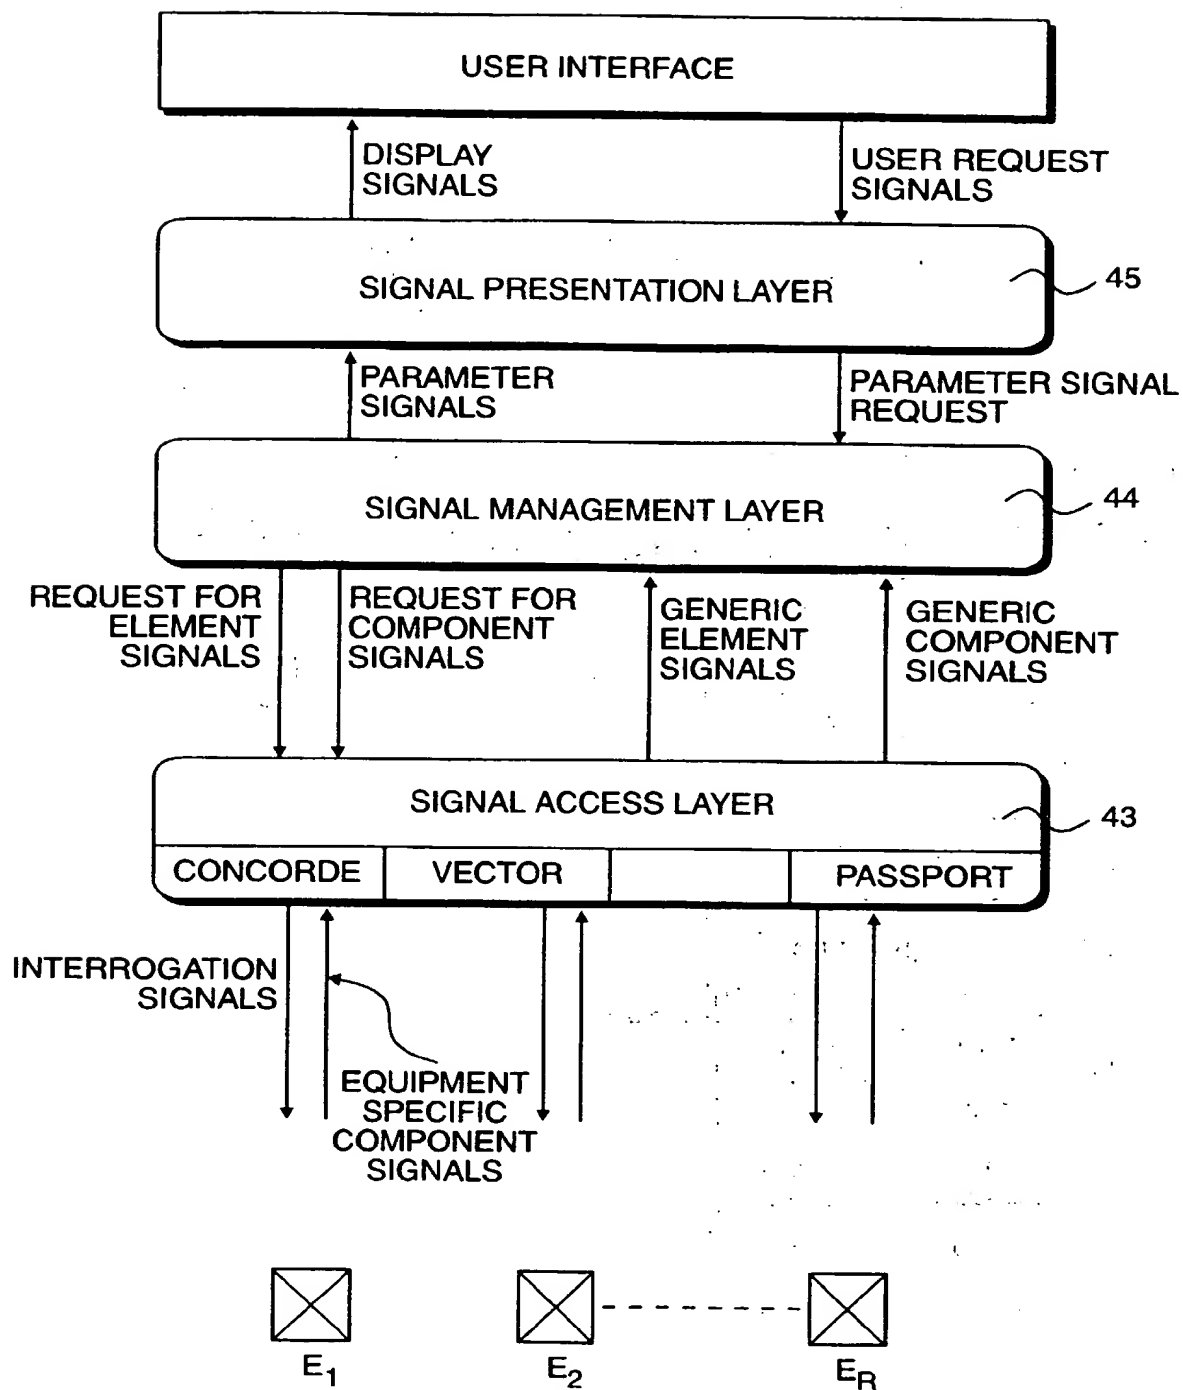 USER INTERFACE
DISPLAY
SIGNALS
USER REQUEST
SIGNALS
SIGNAL PRESENTATION LAYER
45
PARAMETER
SIGNALS
PARAMETER SIGNAL
REQUEST
SIGNAL MANAGEMENT LAYER
44
REQUEST FOR
ELEMENT
SIGNALS
REQUEST FOR
COMPONENT
SIGNALS
GENERIC
ELEMENT
SIGNALS
GENERIC
COMPONENT
SIGNALS
SIGNAL ACCESS LAYER
43
CONCORDE
VECTOR
PASSPORT
INTERROGATION
SIGNALS
EQUIPMENT
SPECIFIC
COMPONENT
SIGNALS
E1
E2
ER